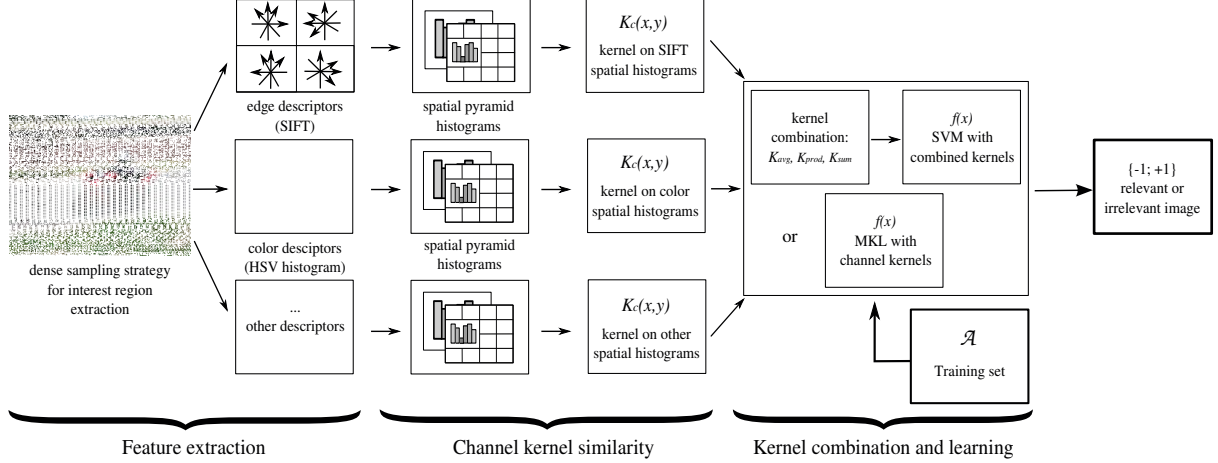 edge descriptors
(SIFT)
spatial pyramid
histograms
Kc(x,y)
kernel on SIFT
spatial histograms
dense sampling strategy
for interest region
extraction
color desciptors
(HSV histogram)
spatial pyramid
histograms
Kc(x,y)
kernel on color
spatial histograms
...
other descriptors
Kc(x,y)
kernel on other
spatial histograms
kernel
combination:
Kavg, Kprod, Ksum
f(x)
SVM with
combined kernels
or
f(x)
MKL with
channel kernels
{-1; +1}
relevant or
irrelevant image
𝒜
Training set
Feature extraction
Channel kernel similarity
Kernel combination and learning